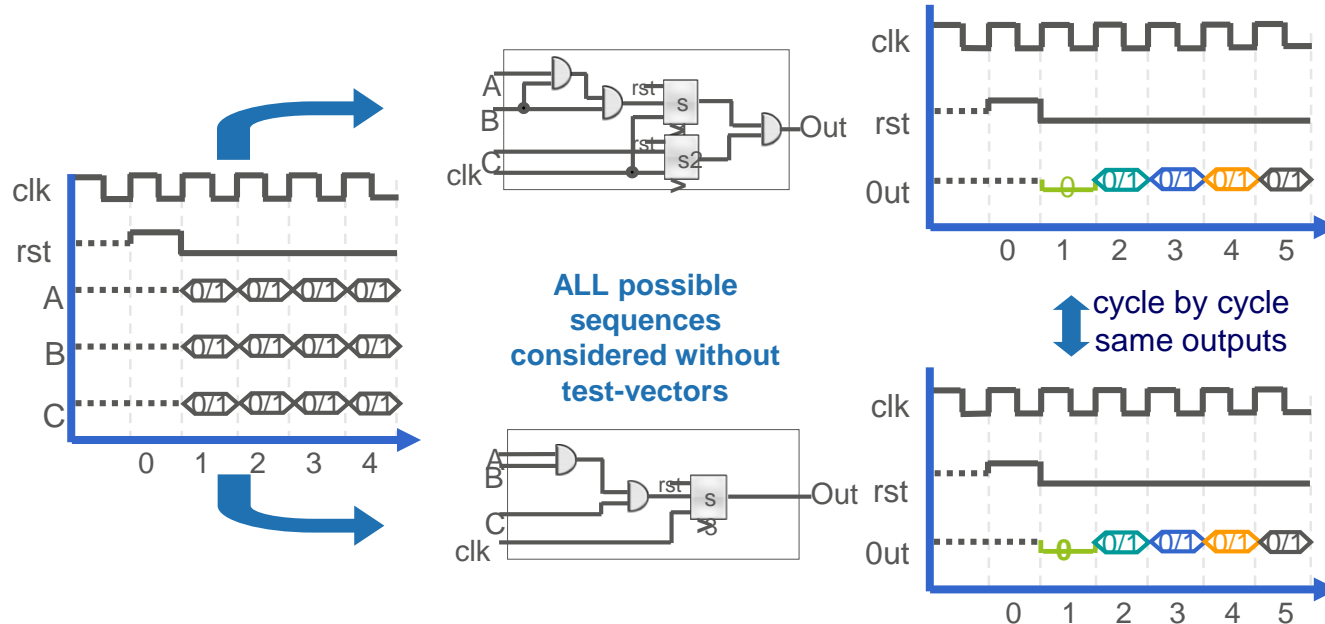 clk
rst
A
B
C
0 1 2 3 4
0/1 0/1 0/1 0/1
0/1 0/1 0/1 0/1
0/1 0/1 0/1 0/1
A
B
C
clk
rst
s
rst
s2
Out
ALL possible
sequences
considered without
test-vectors
A
B
C
clk
rst
s
3
Out
clk
rst
0ut
0 0/1 0/1 0/1 0/1
0 1 2 3 4 5
cycle by cycle
same outputs
clk
rst
0ut
0 0/1 0/1 0/1 0/1
0 1 2 3 4 5